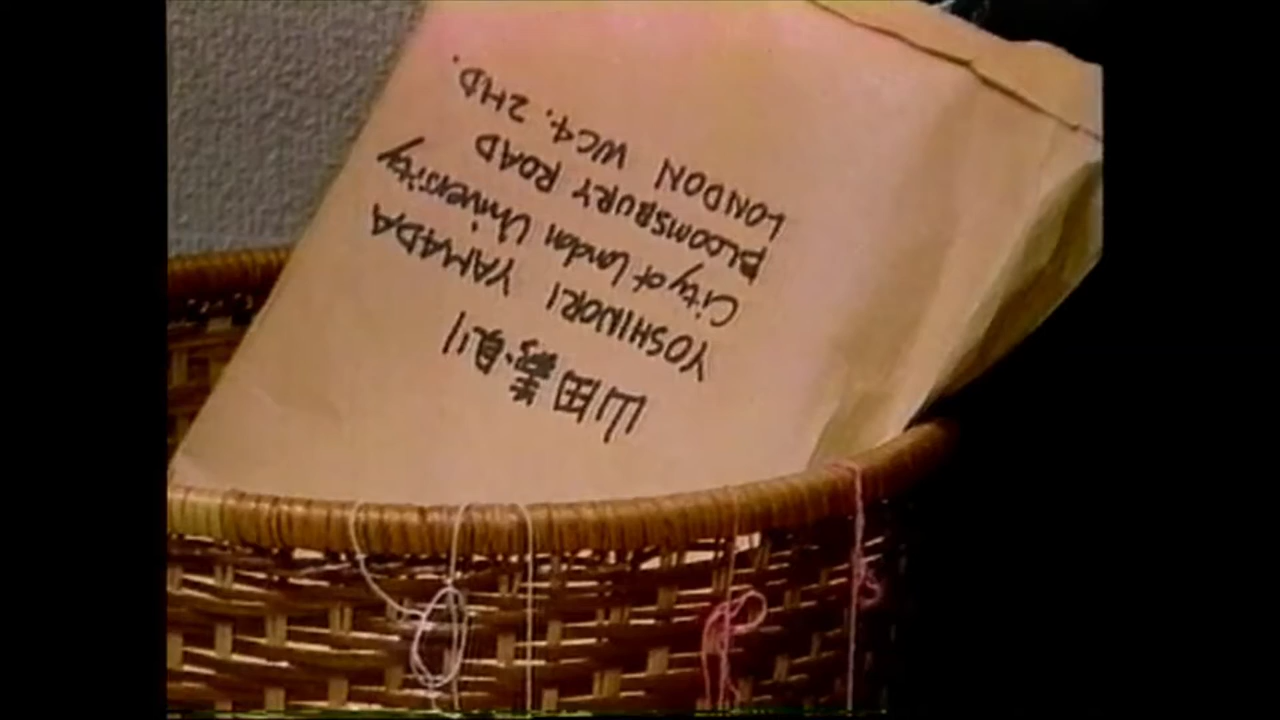 山田義則
YOSHINORI YAMADA
City of London University
BLOOMSBURY ROAD
LONDON WC4. 2HD.